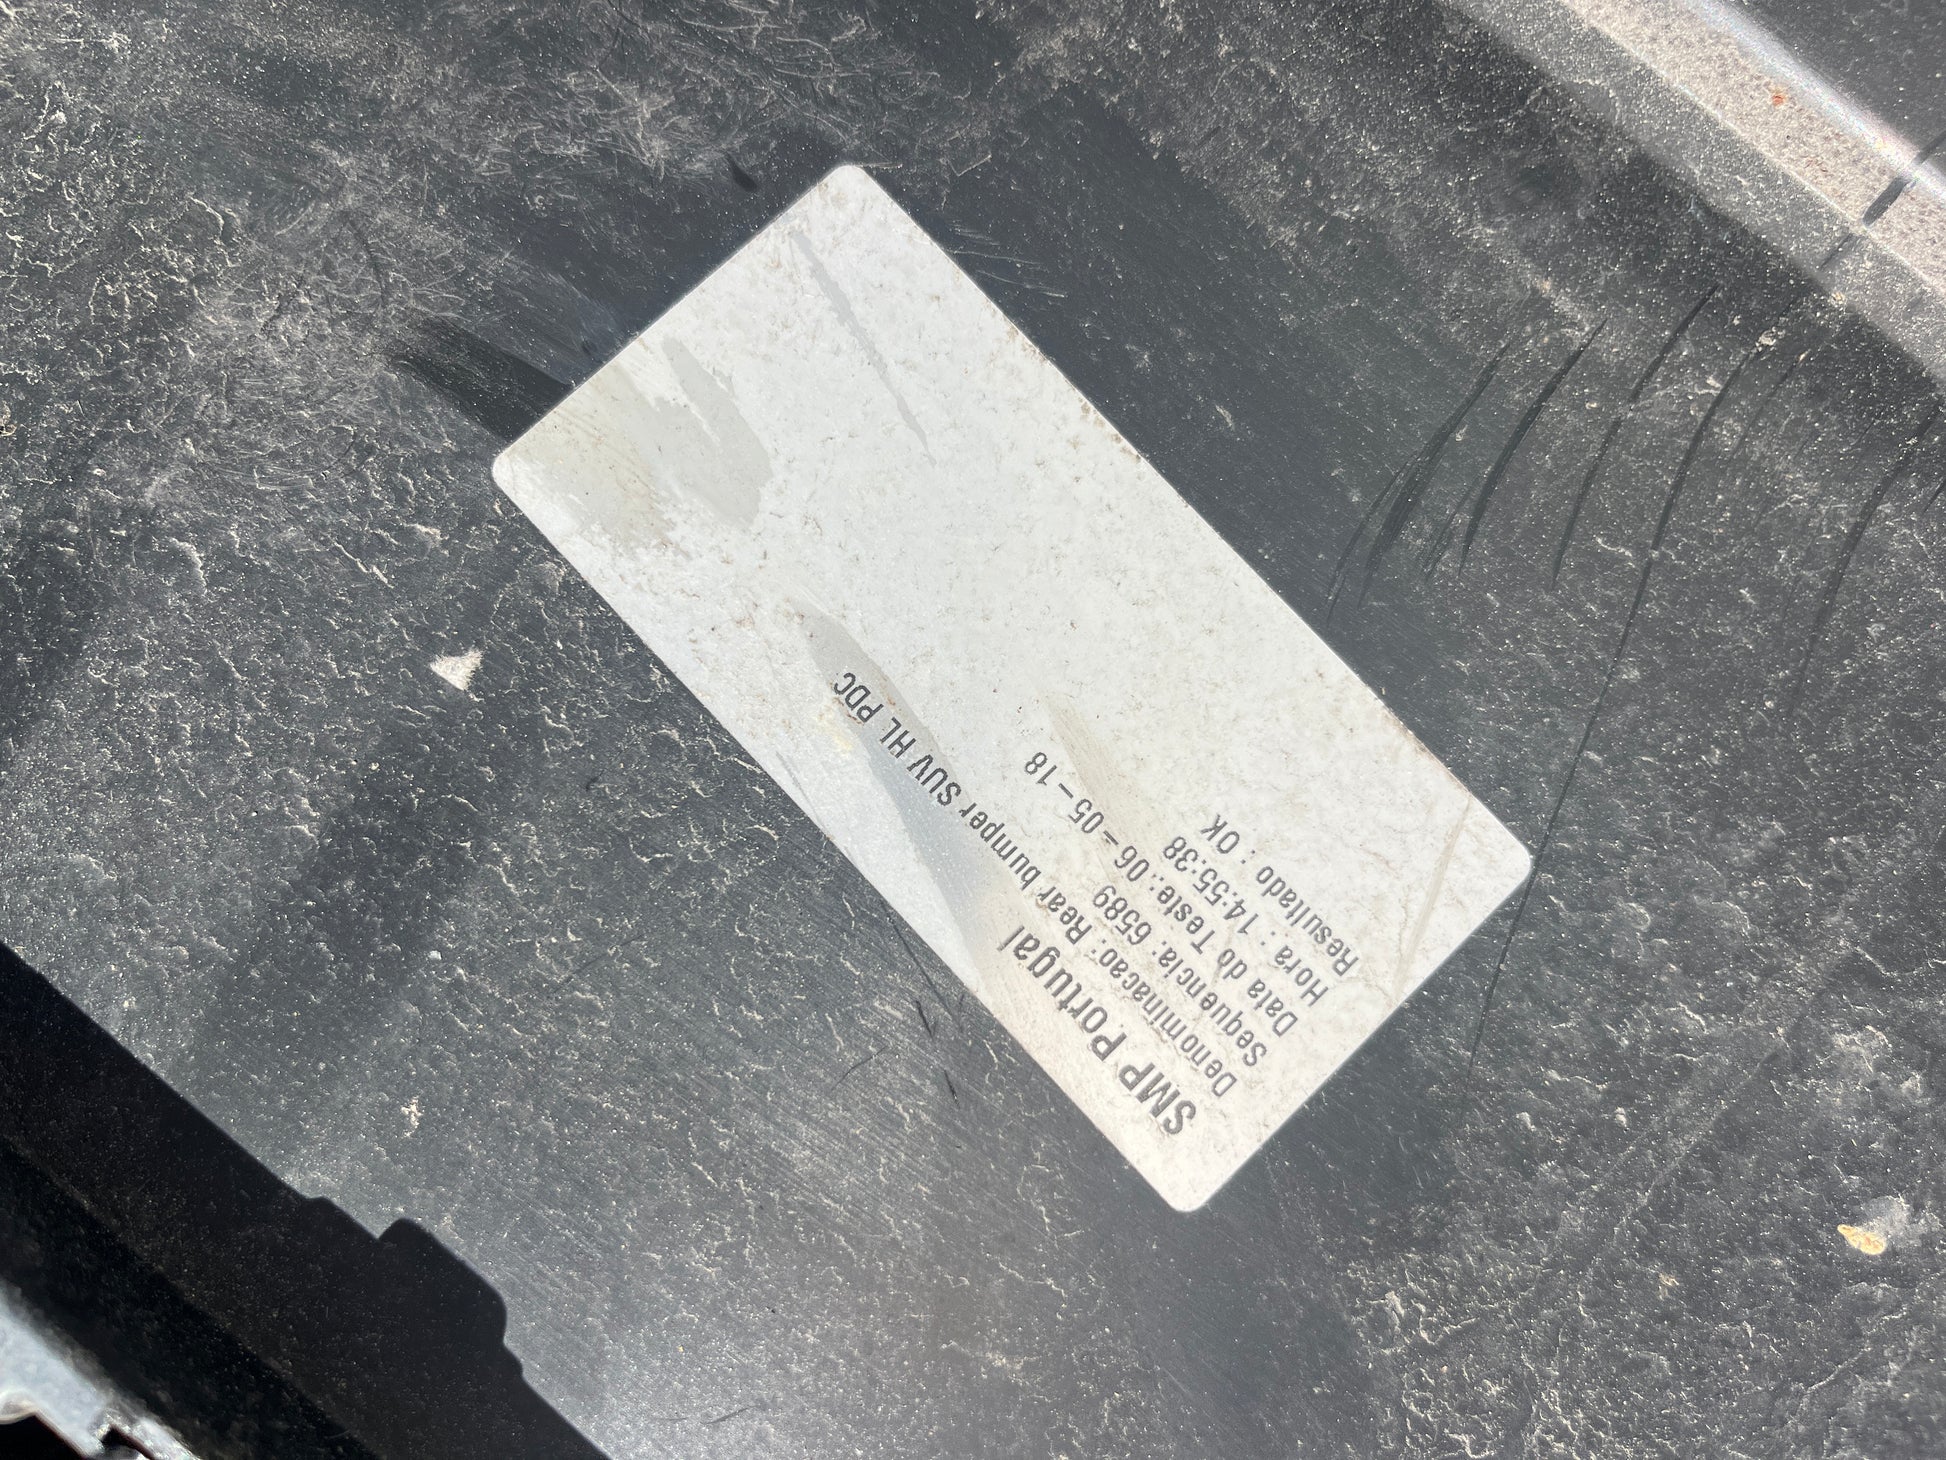 SMP Portugal
Denominacao: Rear bumper SUV HL PDC
Sequencia: 6589
Data do Teste: 06 - 05 - 18
Hora : 14:55:38
Resultado : OK